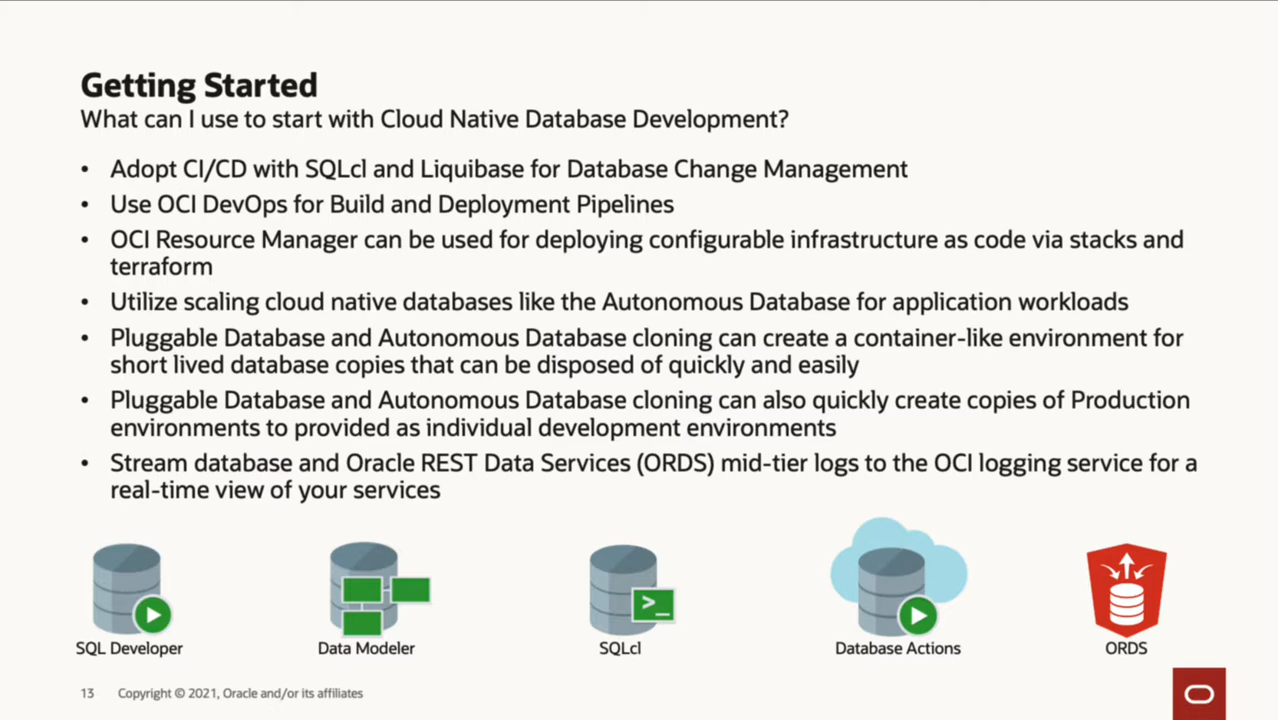 Getting Started
What can I use to start with Cloud Native Database Development?
• Adopt CI/CD with SQLcl and Liquibase for Database Change Management
• Use OCI DevOps for Build and Deployment Pipelines
• OCI Resource Manager can be used for deploying configurable infrastructure as code via stacks and
terraform
• Utilize scaling cloud native databases like the Autonomous Database for application workloads
• Pluggable Database and Autonomous Database cloning can create a container-like environment for
short lived database copies that can be disposed of quickly and easily
• Pluggable Database and Autonomous Database cloning can also quickly create copies of Production
environments to provided as individual development environments
• Stream database and Oracle REST Data Services (ORDS) mid-tier logs to the OCI logging service for a
real-time view of your services
>_
SQL Developer
Data Modeler
SQLcl
Database Actions
ORDS
13 Copyright © 2021, Oracle and/or its affiliates